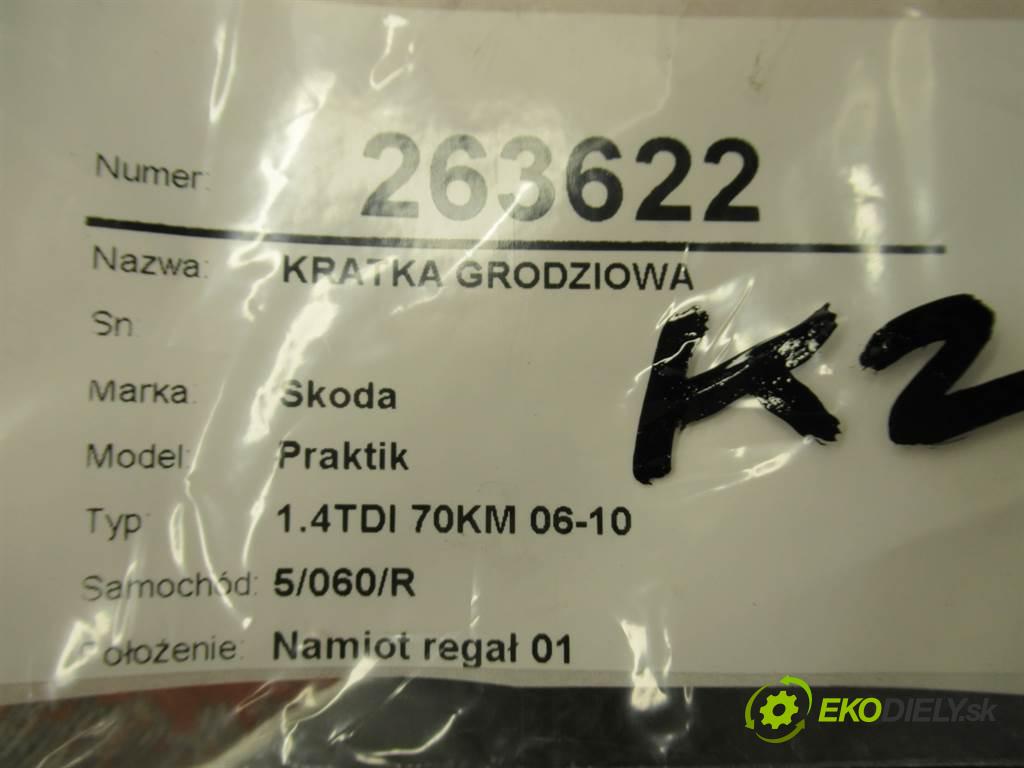 Numer: 263622
Nazwa: KRATKA GRODZIOWA
Sn
Marka: Skoda
Model: Praktik
Typ 1.4TDI 70KM 06-10
Samochód: 5/060/R
Położenie: Namiot regał 01
K2
EKODIELY.sk